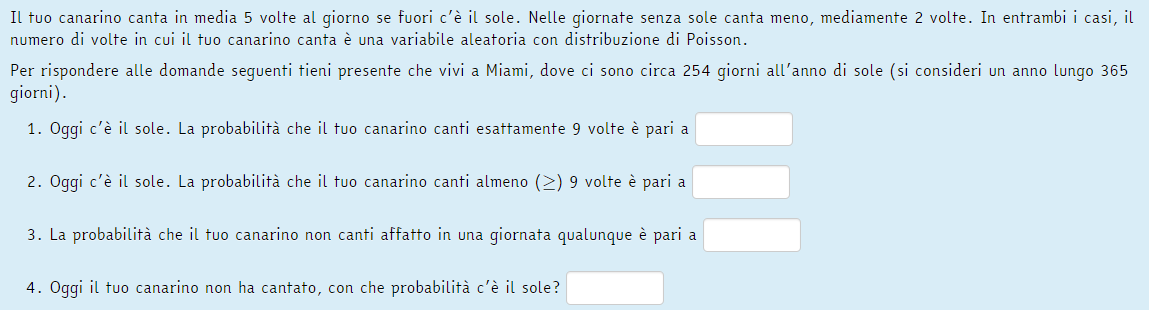 Il tuo canarino canta in media 5 volte al giorno se fuori c'è il sole. Nelle giornate senza sole canta meno, mediamente 2 volte. In entrambi i casi, il
numero di volte in cui il tuo canarino canta è una variabile aleatoria con distribuzione di Poisson.
Per rispondere alle domande seguenti tieni presente che vivi a Miami, dove ci sono circa 254 giorni all'anno di sole (si consideri un anno lungo 365
giorni).
1. Oggi c'è il sole. La probabilità che il tuo canarino canti esattamente 9 volte è pari a
2. Oggi c'è il sole. La probabilità che il tuo canarino canti almeno (≥) 9 volte è pari a
3. La probabilità che il tuo canarino non canti affatto in una giornata qualunque è pari a
4. Oggi il tuo canarino non ha cantato, con che probabilità c'è il sole?